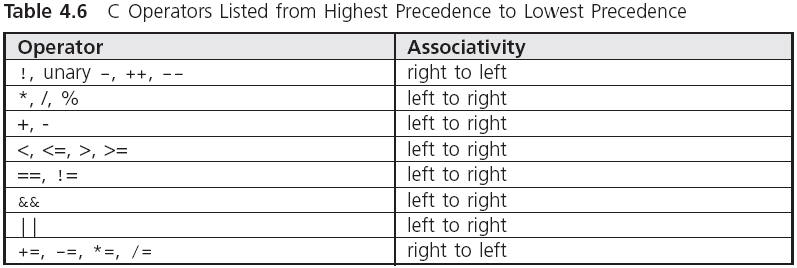 Table 4.6 C Operators Listed from Highest Precedence to Lowest Precedence
Operator Associativity
!, unary -, ++, -- right to left
*, /, % left to right
+, - left to right
<, <=, >, >= left to right
==, != left to right
&& left to right
|| left to right
+=, -=, *=, /= right to left